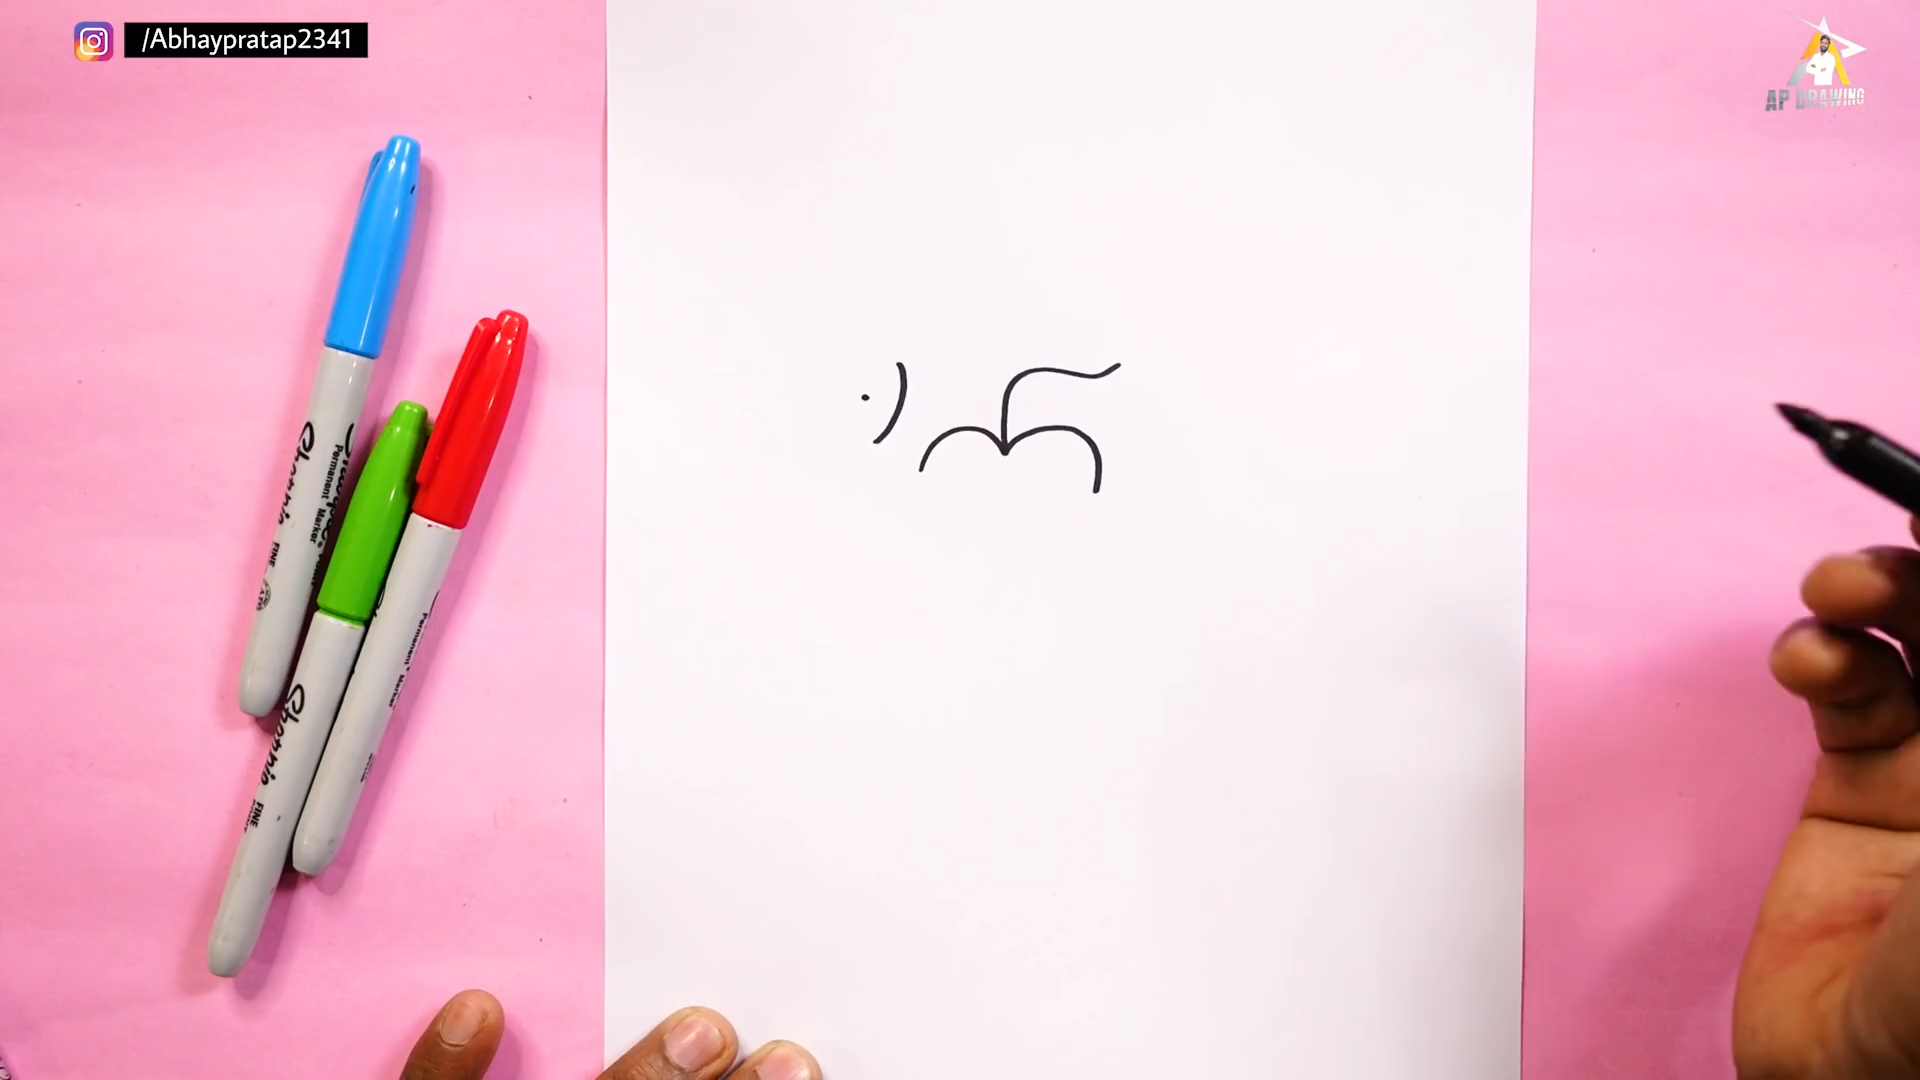 /Abhaypratap2341
AP DRAWING
Sharpie
FINE
Permanent Marker
Sharpie
FINE
Permanent Marker